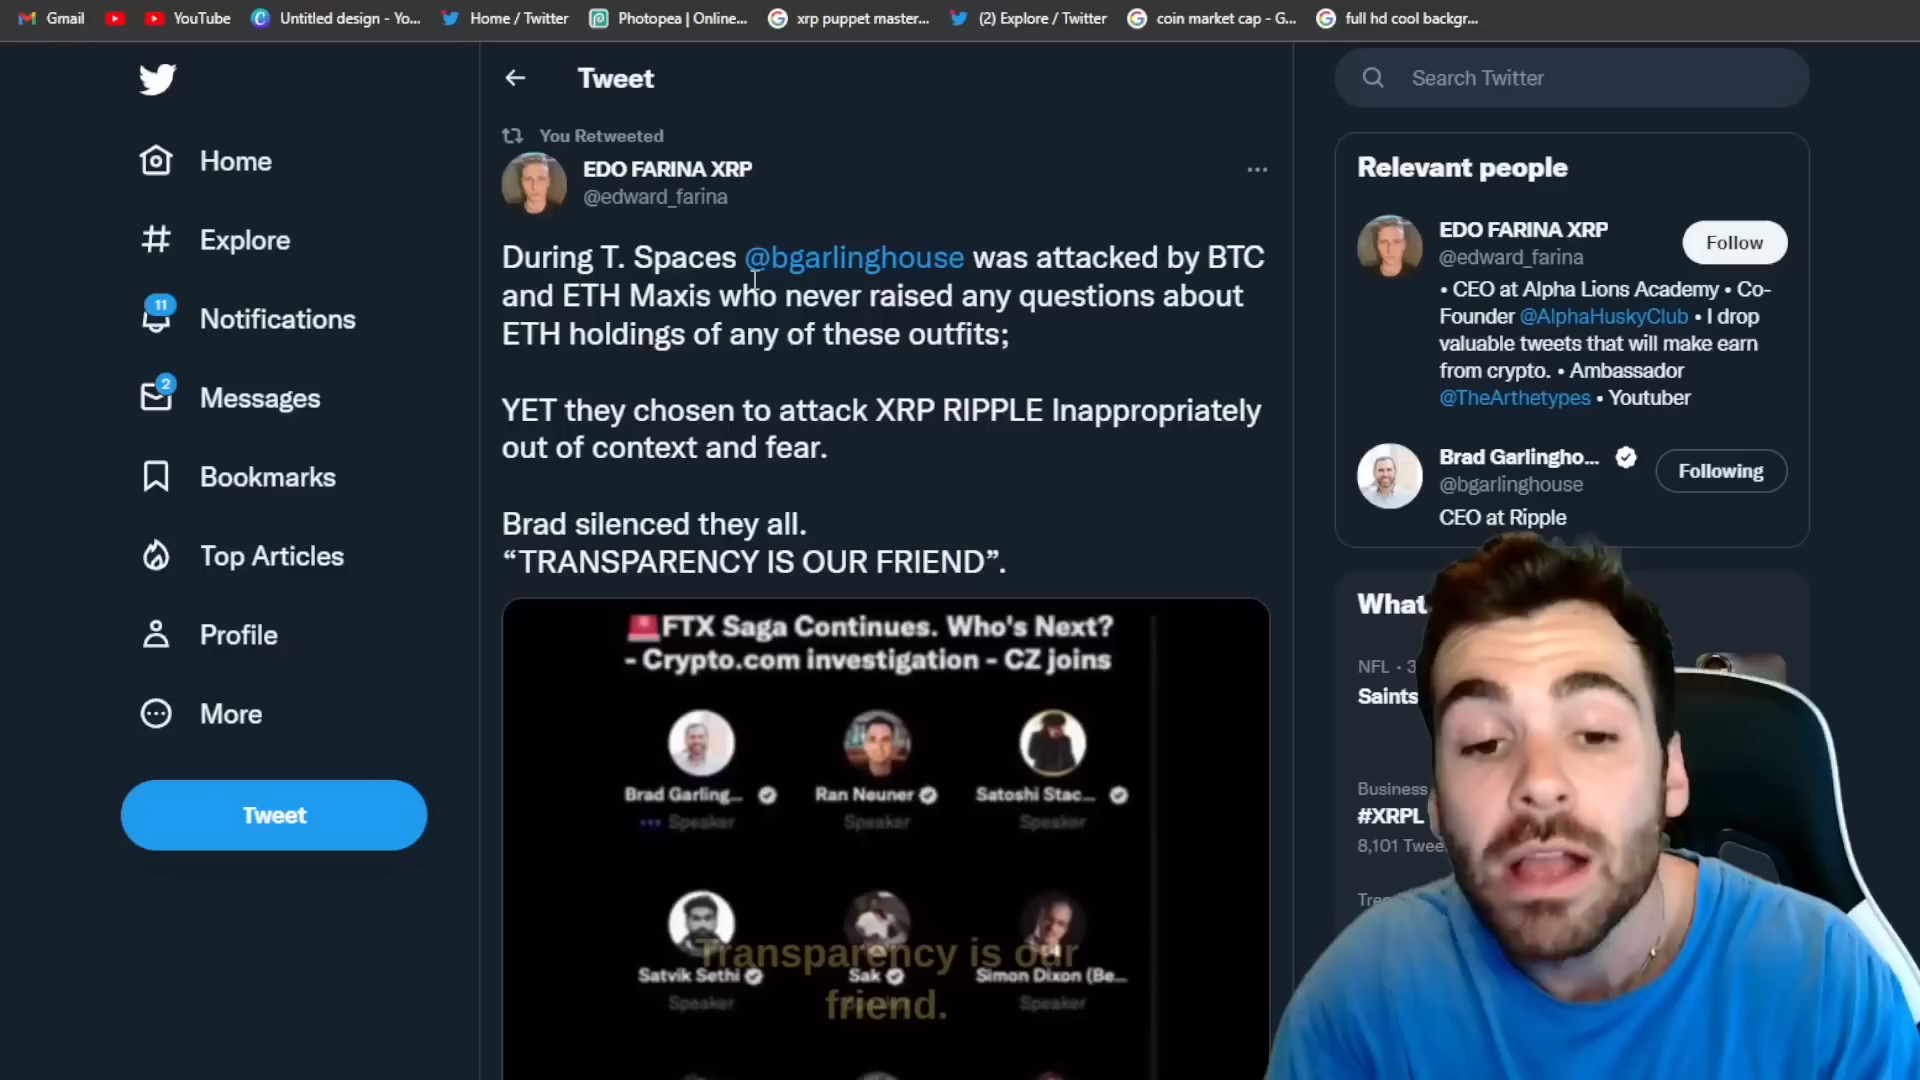 Gmail
YouTube
Untitled design - Yo...
Home / Twitter
Photopea | Online...
xrp puppet master...
(2) Explore / Twitter
coin market cap - G...
full hd cool backgr...
Home
Explore
11
Notifications
2
Messages
Bookmarks
Top Articles
Profile
More
Tweet
Tweet
You Retweeted
EDO FARINA XRP
@edward_farina
During T. Spaces @bgarlinghouse was attacked by BTC
and ETH Maxis who never raised any questions about
ETH holdings of any of these outfits;
YET they chosen to attack XRP RIPPLE Inappropriately
out of context and fear.
Brad silenced they all.
“TRANSPARENCY IS OUR FRIEND”.
FTX Saga Continues. Who's Next?
- Crypto.com investigation - CZ joins
Brad Garling...
Speaker
Ran Neuner
Speaker
Satoshi Stac...
Speaker
Satvik Sethi
Speaker
Sak
Simon Dixon (Be...
Speaker
Transparency is our
friend.
Search Twitter
Relevant people
EDO FARINA XRP
@edward_farina
Follow
• CEO at Alpha Lions Academy • Co-
Founder @AlphaHuskyClub • I drop
valuable tweets that will make earn
from crypto. • Ambassador
@TheArthetypes • Youtuber
Brad Garlingho...
@bgarlinghouse
Following
CEO at Ripple
What
NFL · 3
Saints
Business
#XRPL
8,101 Twee